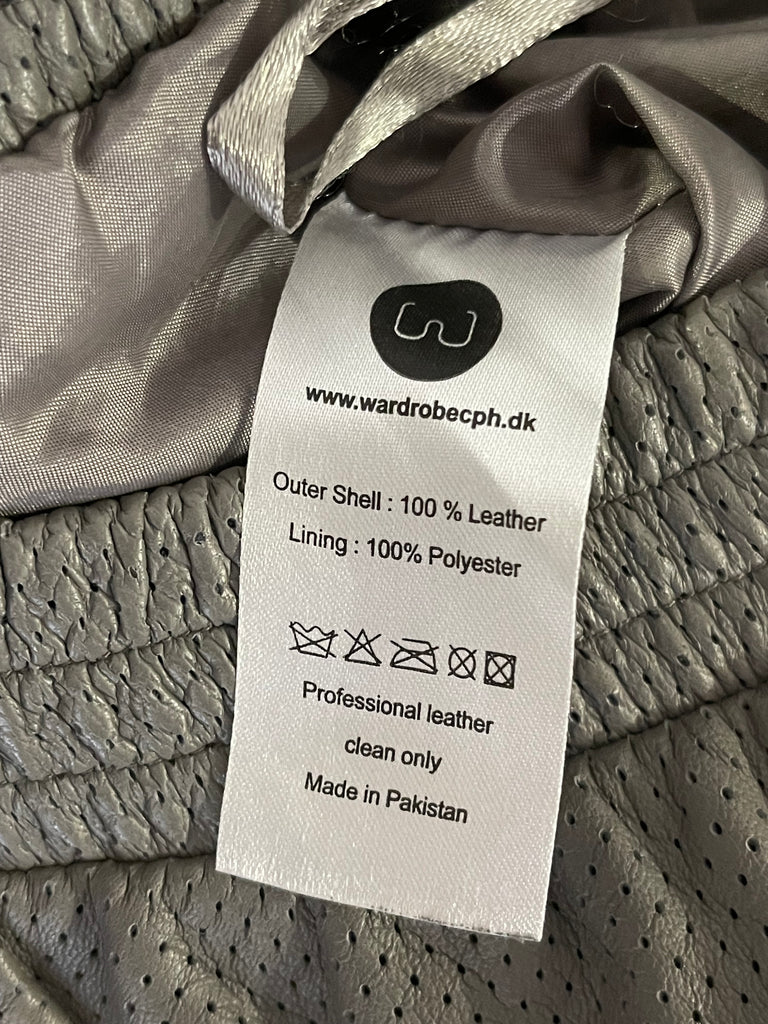 www.wardrobecph.dk
Outer Shell : 100 % Leather
Lining : 100% Polyester
Professional leather
clean only
Made in Pakistan